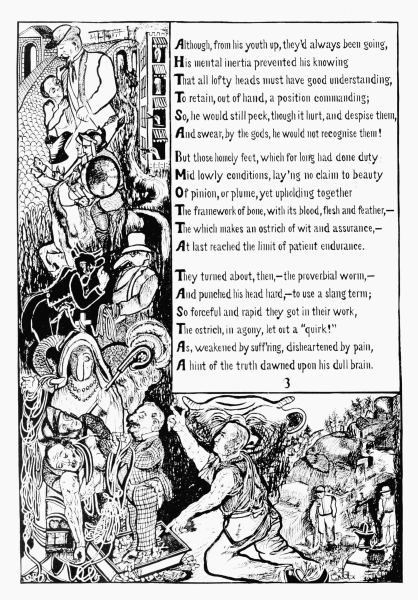 Although, from his youth up, they'd always been going,
His mental inertia prevented his knowing
That all lofty heads must have good understanding,
To retain, out of hand, a position commanding;
So, he would still peck, though it hurt, and despise them,
And swear, by the gods, he would not recognise them!
But those homely feet, which for long had done duty
Mid lowly conditions, lay'ng no claim to beauty
Of pinion, or plume, yet upholding together
The framework of bone, with its blood, flesh and feather,—
The which makes an ostrich of wit and assurance,—
At last reached the limit of patient endurance.
They turned about, then,—the proverbial worm,—
And punched his head hard,—to use a slang term;
So forceful and rapid they got in their work,
The ostrich, in agony, let out a "quirk!"
As, weakened by suff'ring, disheartened by pain,
A hint of the truth dawned upon his dull brain.
3